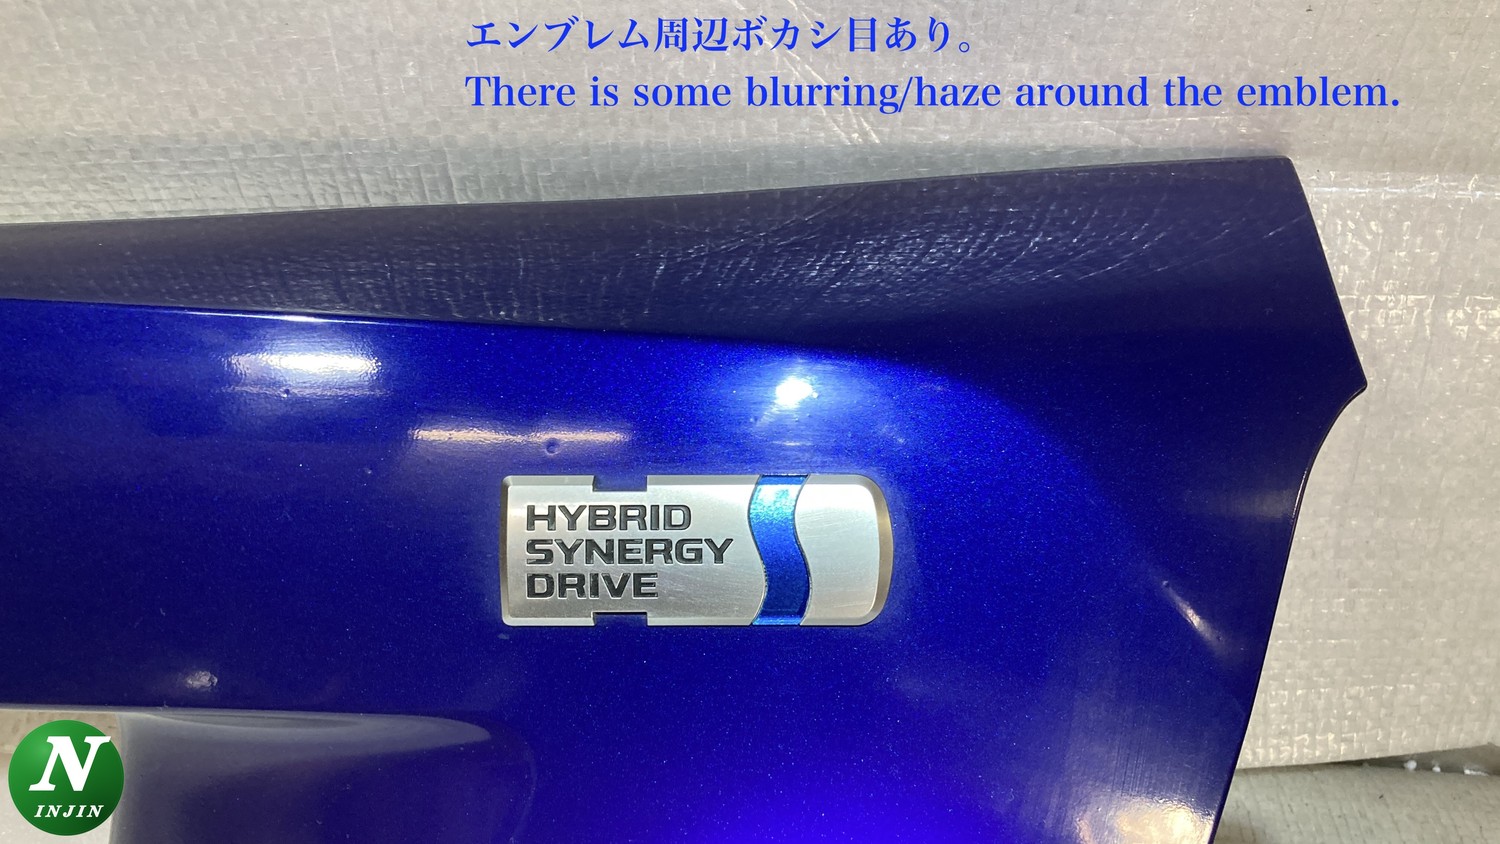 エンブレム周辺ボカシ目あり。
There is some blurring/haze around the emblem.
HYBRID
SYNERGY
DRIVE
N
INJIN